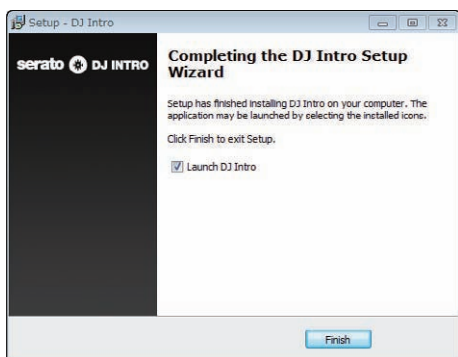 Setup - DJ Intro
serato DJ INTRO
Completing the DJ Intro Setup
Wizard
Setup has finished installing DJ Intro on your computer. The
application may be launched by selecting the installed icons.
Click Finish to exit Setup.
Launch DJ Intro
Finish